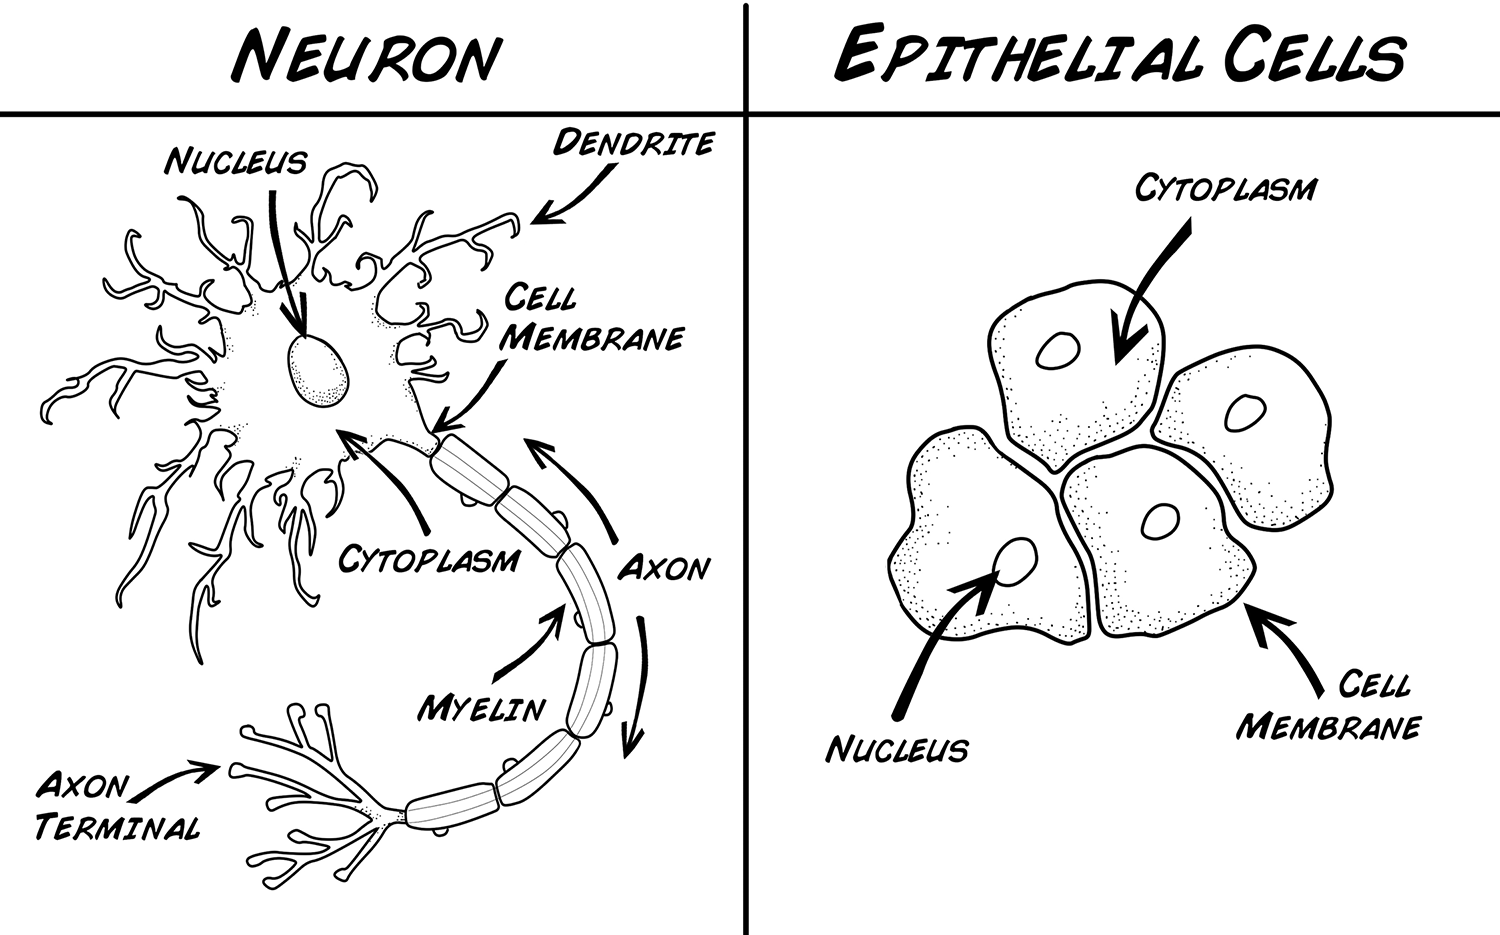 NEURON
NUCLEUS
DENDRITE
CELL
MEMBRANE
CYTOPLASM
AXON
MYELIN
AXON
TERMINAL
EPITHELIAL CELLS
CYTOPLASM
NUCLEUS
CELL
MEMBRANE